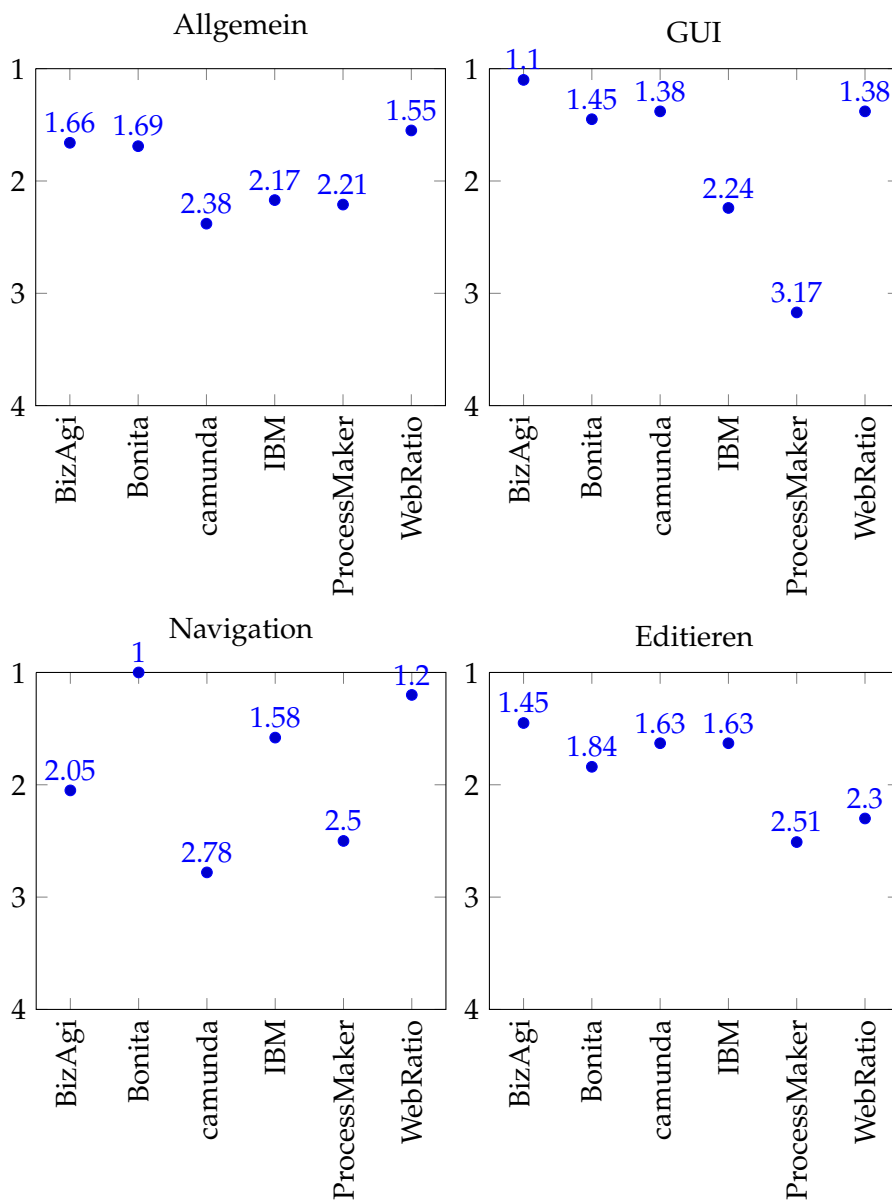 Allgemein
1
2
3
4
1.66
1.69
2.38
2.17
2.21
1.55
BizAgi
Bonita
camunda
IBM
ProcessMaker
WebRatio
GUI
1
2
3
4
1.1
1.45
1.38
2.24
3.17
1.38
BizAgi
Bonita
camunda
IBM
ProcessMaker
WebRatio
Navigation
1
2
3
4
2.05
1
2.78
1.58
2.5
1.2
BizAgi
Bonita
camunda
IBM
ProcessMaker
WebRatio
Editieren
1
2
3
4
1.45
1.84
1.63
1.63
2.51
2.3
BizAgi
Bonita
camunda
IBM
ProcessMaker
WebRatio